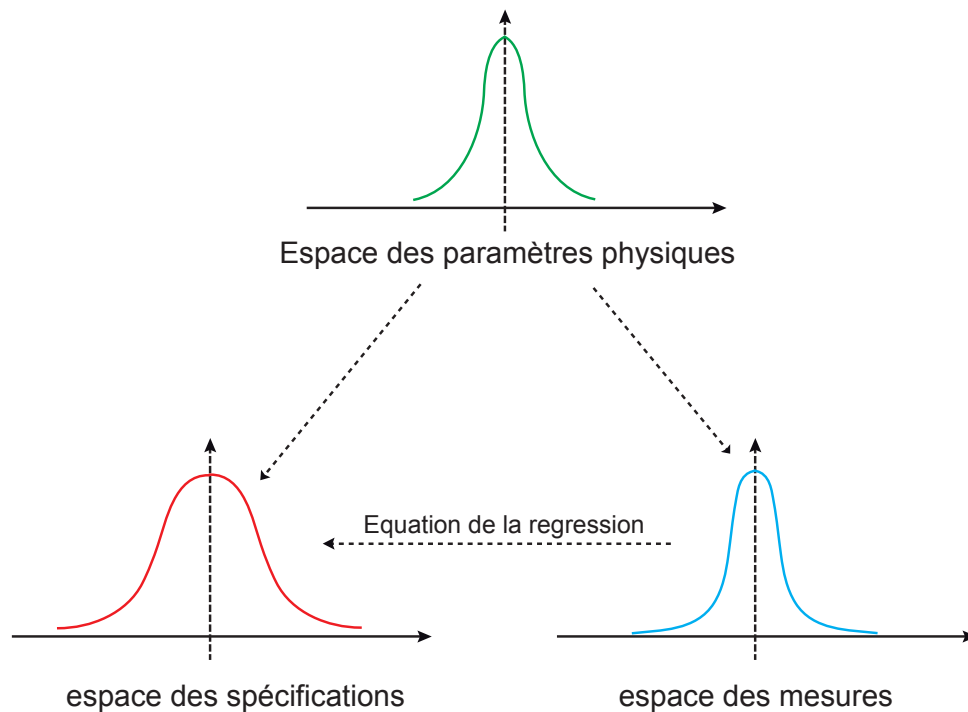 Espace des paramètres physiques
Equation de la regression
espace des spécifications
espace des mesures